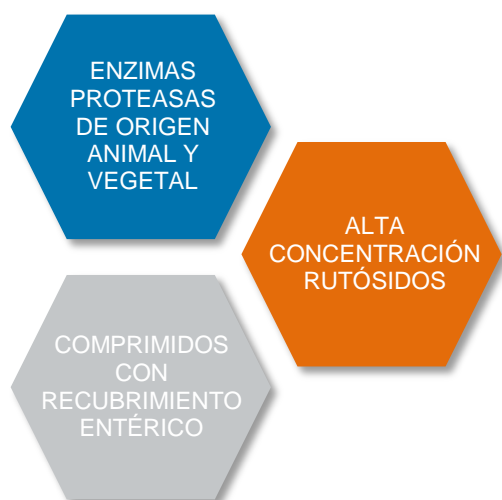 ENZIMAS
PROTEASAS
DE ORIGEN
ANIMAL Y
VEGETAL
ALTA
CONCENTRACIÓN
RUTÓSIDOS
COMPRIMIDOS
CON
RECUBRIMIENTO
ENTÉRICO